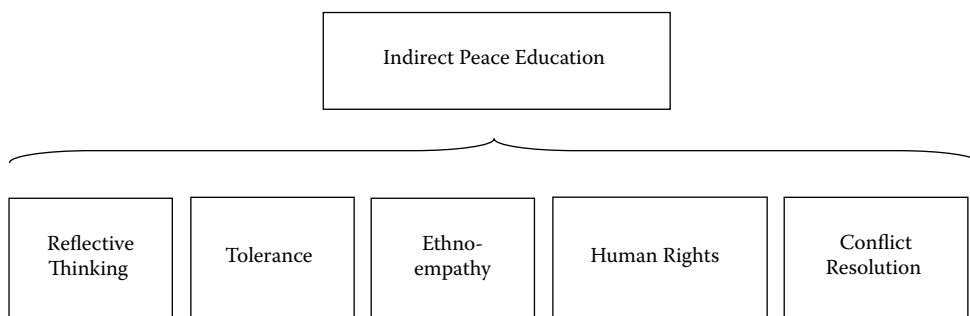 Indirect Peace Education
Reflective
Thinking
Tolerance
Ethno-
empathy
Human Rights
Conflict
Resolution